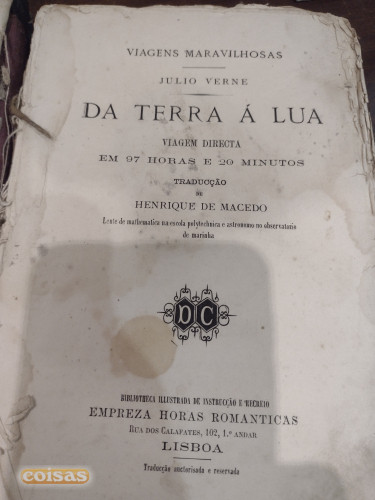 VIAGENS MARAVILHOSAS
JULIO VERNE
DA TERRA Á LUA
VIAGEM DIRECTA
EM 97 HORAS E 20 MINUTOS
TRADUCÇÃO
DE
HENRIQUE DE MACEDO
Lente de mathematica na escola polytechnica e astronomo no observatorio
de marinha
DC
BIBLIOTHECA ILLUSTRADA DE INSTRUCÇÃO E RECREIO
EMPREZA HORAS ROMANTICAS
RUA DOS CALAFATES, 102, 1.º ANDAR
LISBOA
Traducção auctorisada e reservada
coisas